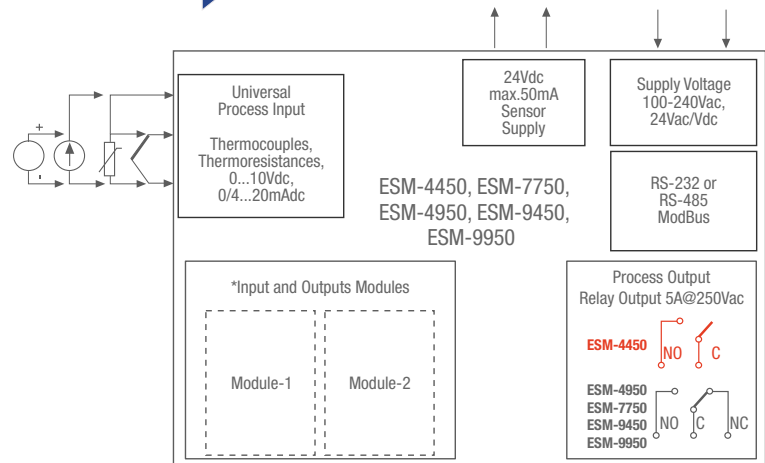 Universal
Process Input
Thermocouples,
Thermoresistances,
0...10Vdc,
0/4...20mAdc
+
-
24Vdc
max.50mA
Sensor
Supply
Supply Voltage
100-240Vac,
24Vac/Vdc
ESM-4450, ESM-7750,
ESM-4950, ESM-9450,
ESM-9950
RS-232 or
RS-485
ModBus
*Input and Outputs Modules
Module-1
Module-2
Process Output
Relay Output 5A@250Vac
ESM-4450
NO C
ESM-4950
ESM-7750
ESM-9450
ESM-9950
NO C NC